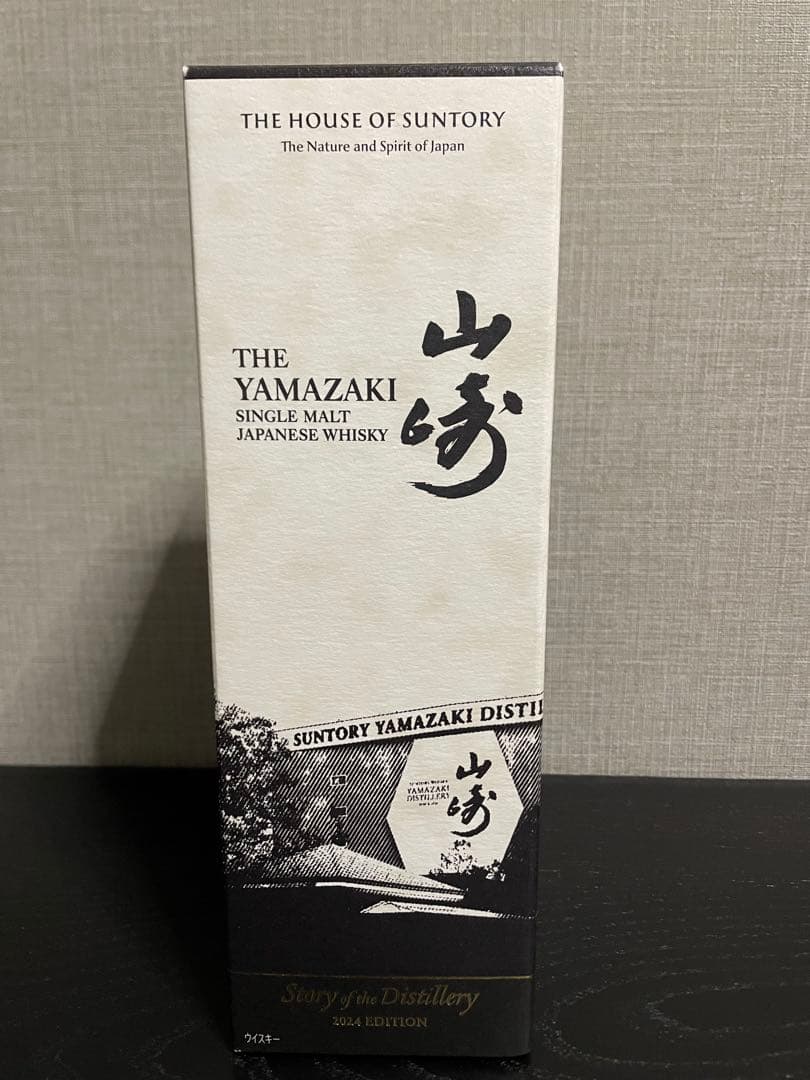 THE HOUSE OF SUNTORY
The Nature and Spirit of Japan
山崎
THE
YAMAZAKI
SINGLE MALT
JAPANESE WHISKY
SUNTORY YAMAZAKI DISTI
山崎
YAMAZAKI
DISTILLERY
Story of the Distillery
2024 EDITION
ウイスキー